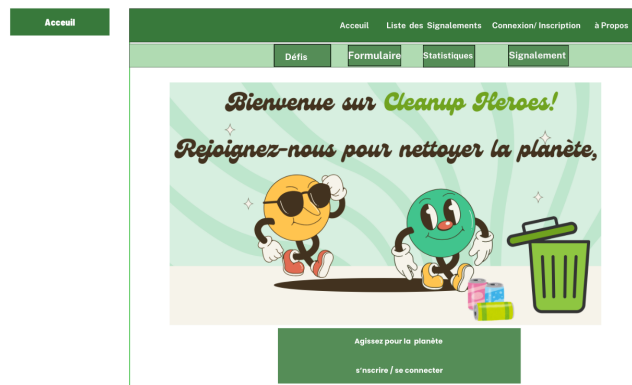 Acceuil
Acceuil Liste des Signalements Connexion/ Inscription à Propos
Défis Formulaire Statistiques Signalement
Bienvenue sur Cleanup Heroes!
Rejoignez-nous pour nettoyer la planète,
Agissez pour la planète
s'nscrire / se connecter